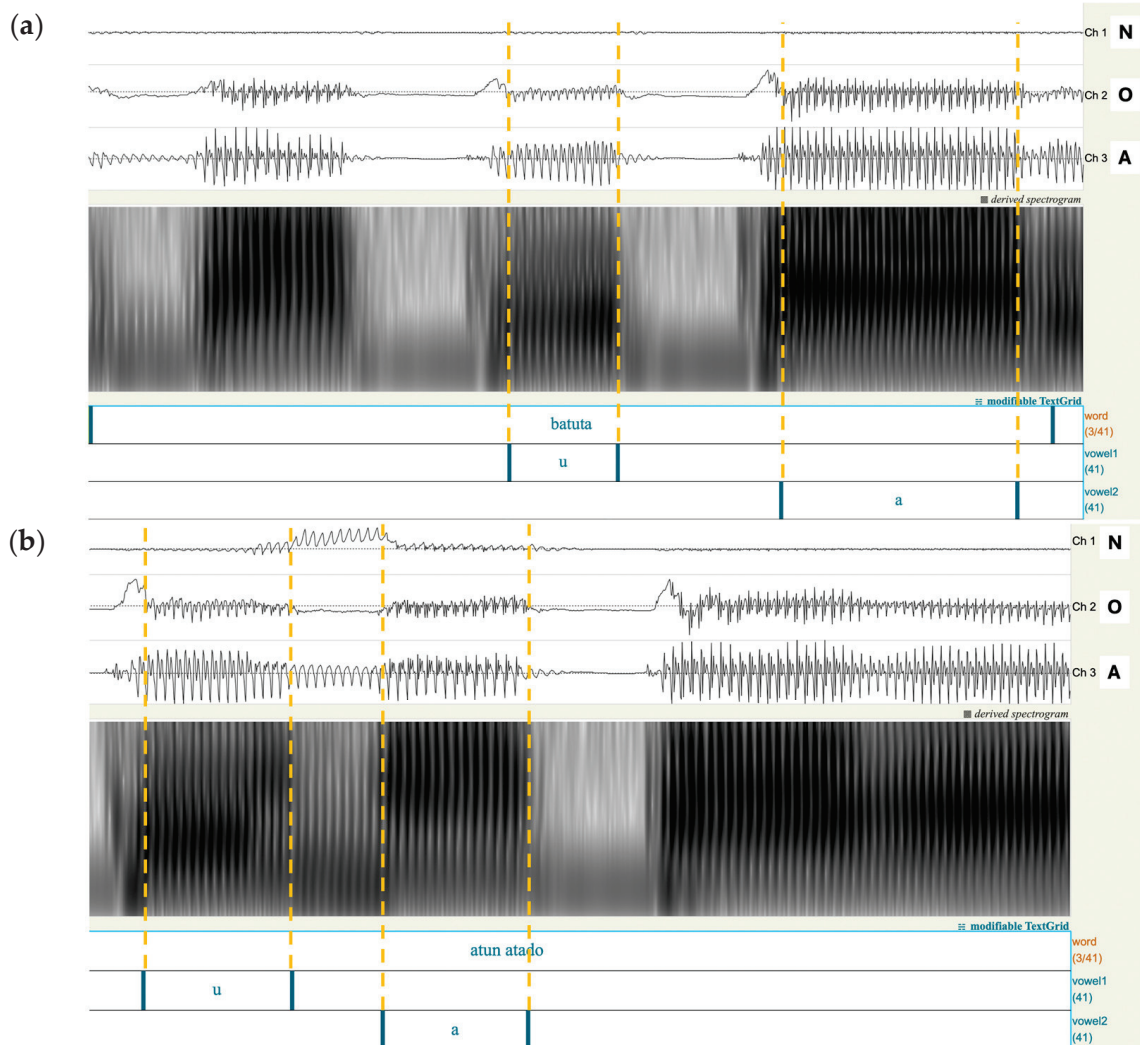 (a)
Ch 1 N
Ch 2 O
Ch 3 A
■ derived spectrogram
modifiable TextGrid
batuta
word
(3/41)
u
vowel1
(41)
a
vowel2
(41)
(b)
Ch 1 N
Ch 2 O
Ch 3 A
■ derived spectrogram
modifiable TextGrid
atun atado
word
(3/41)
u
vowel1
(41)
a
vowel2
(41)